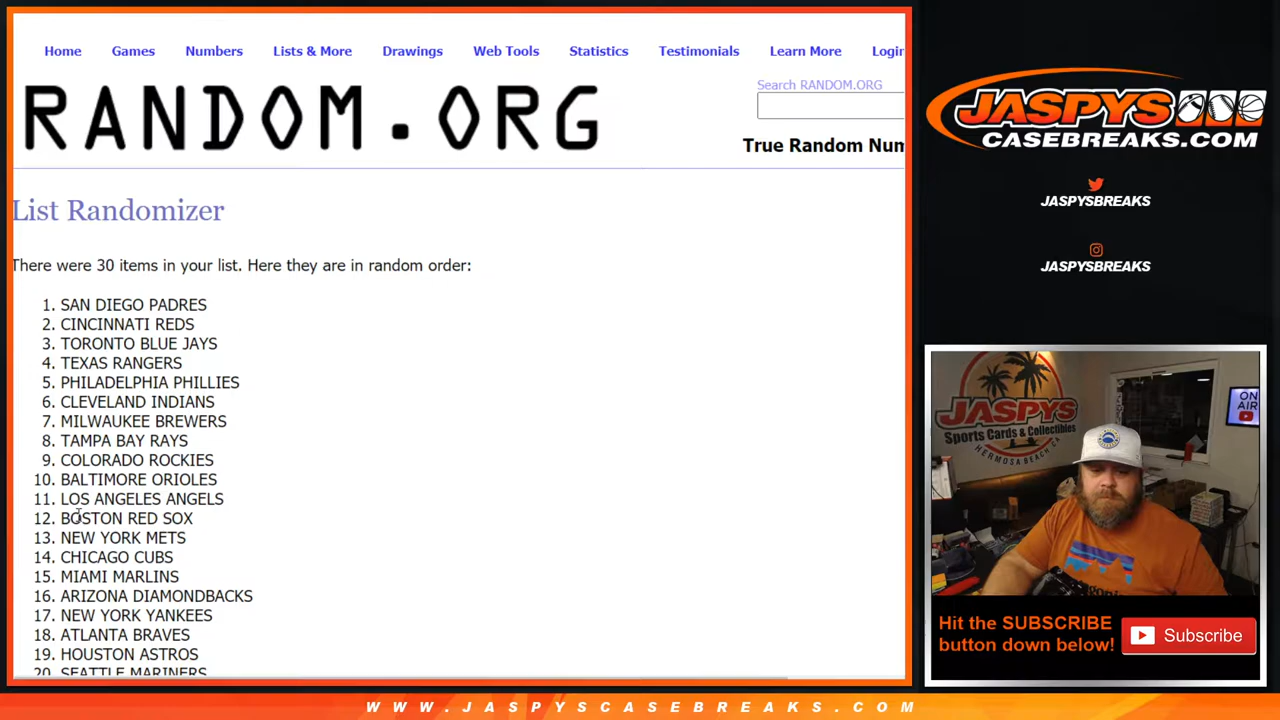 Home Games Numbers Lists & More Drawings Web Tools Statistics Testimonials Learn More Login
RANDOM.ORG
Search RANDOM.ORG
True Random Num
List Randomizer
There were 30 items in your list. Here they are in random order:
1. SAN DIEGO PADRES
2. CINCINNATI REDS
3. TORONTO BLUE JAYS
4. TEXAS RANGERS
5. PHILADELPHIA PHILLIES
6. CLEVELAND INDIANS
7. MILWAUKEE BREWERS
8. TAMPA BAY RAYS
9. COLORADO ROCKIES
10. BALTIMORE ORIOLES
11. LOS ANGELES ANGELS
12. BOSTON RED SOX
13. NEW YORK METS
14. CHICAGO CUBS
15. MIAMI MARLINS
16. ARIZONA DIAMONDBACKS
17. NEW YORK YANKEES
18. ATLANTA BRAVES
19. HOUSTON ASTROS
20. SEATTLE MARINERS
JASPYS
CASEBREAKS.COM
JASPYSBREAKS
JASPYSBREAKS
JASPYS
Sports Cards & Collectibles
HERMOSA BEACH, CA
ON
AIR
Hit the SUBSCRIBE
button down below!
Subscribe
WWW.JASPYSCASEBREAKS.COM